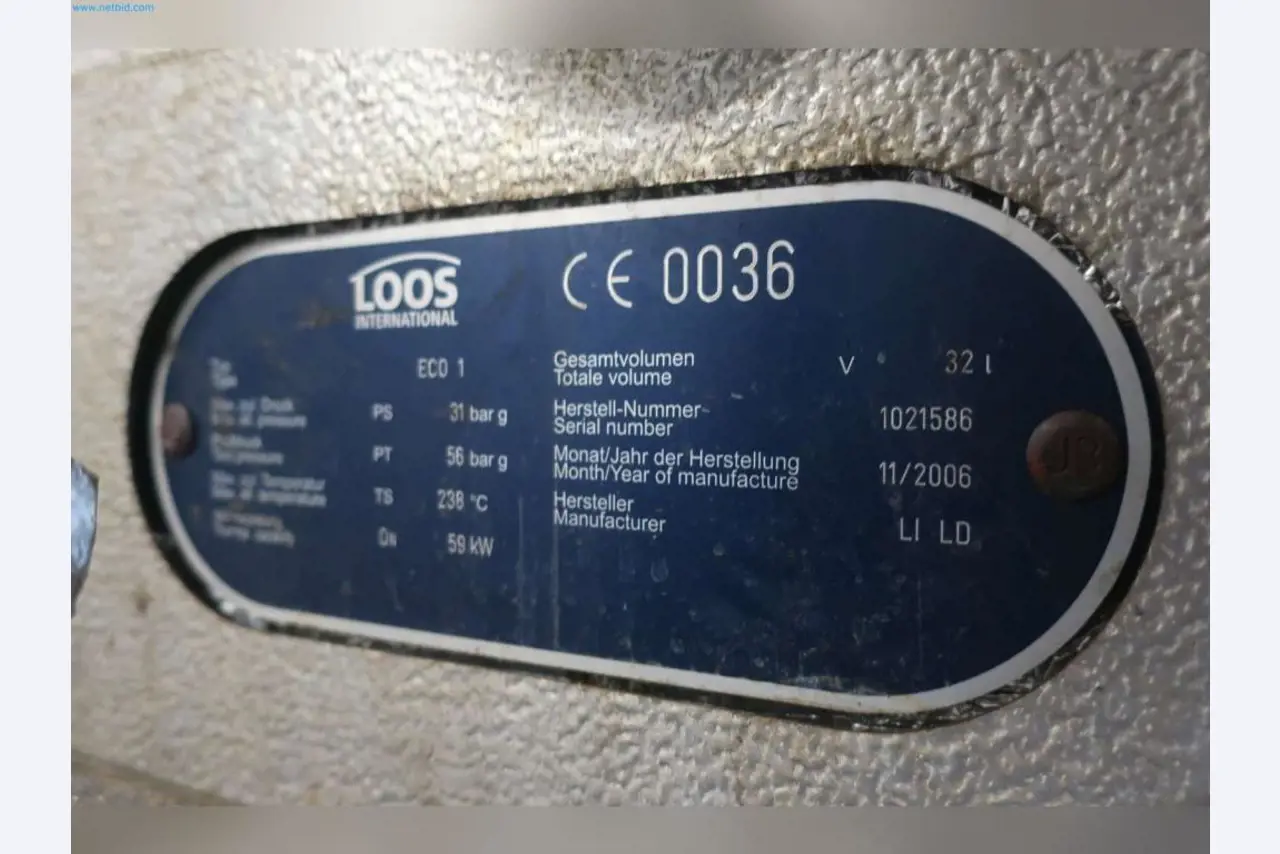 www.netbid.com
LOOS
INTERNATIONAL
CE 0036
Typ
Type
ECO 1
PS 31 bar g
PT 56 bar g
TS 238 °C
59 kW
Gesamtvolumen
Totale volume
V 32 l
Herstell-Nummer
Serial number
1021586
Monat/Jahr der Herstellung
Month/Year of manufacture
11/2006
Hersteller
Manufacturer
LI LD